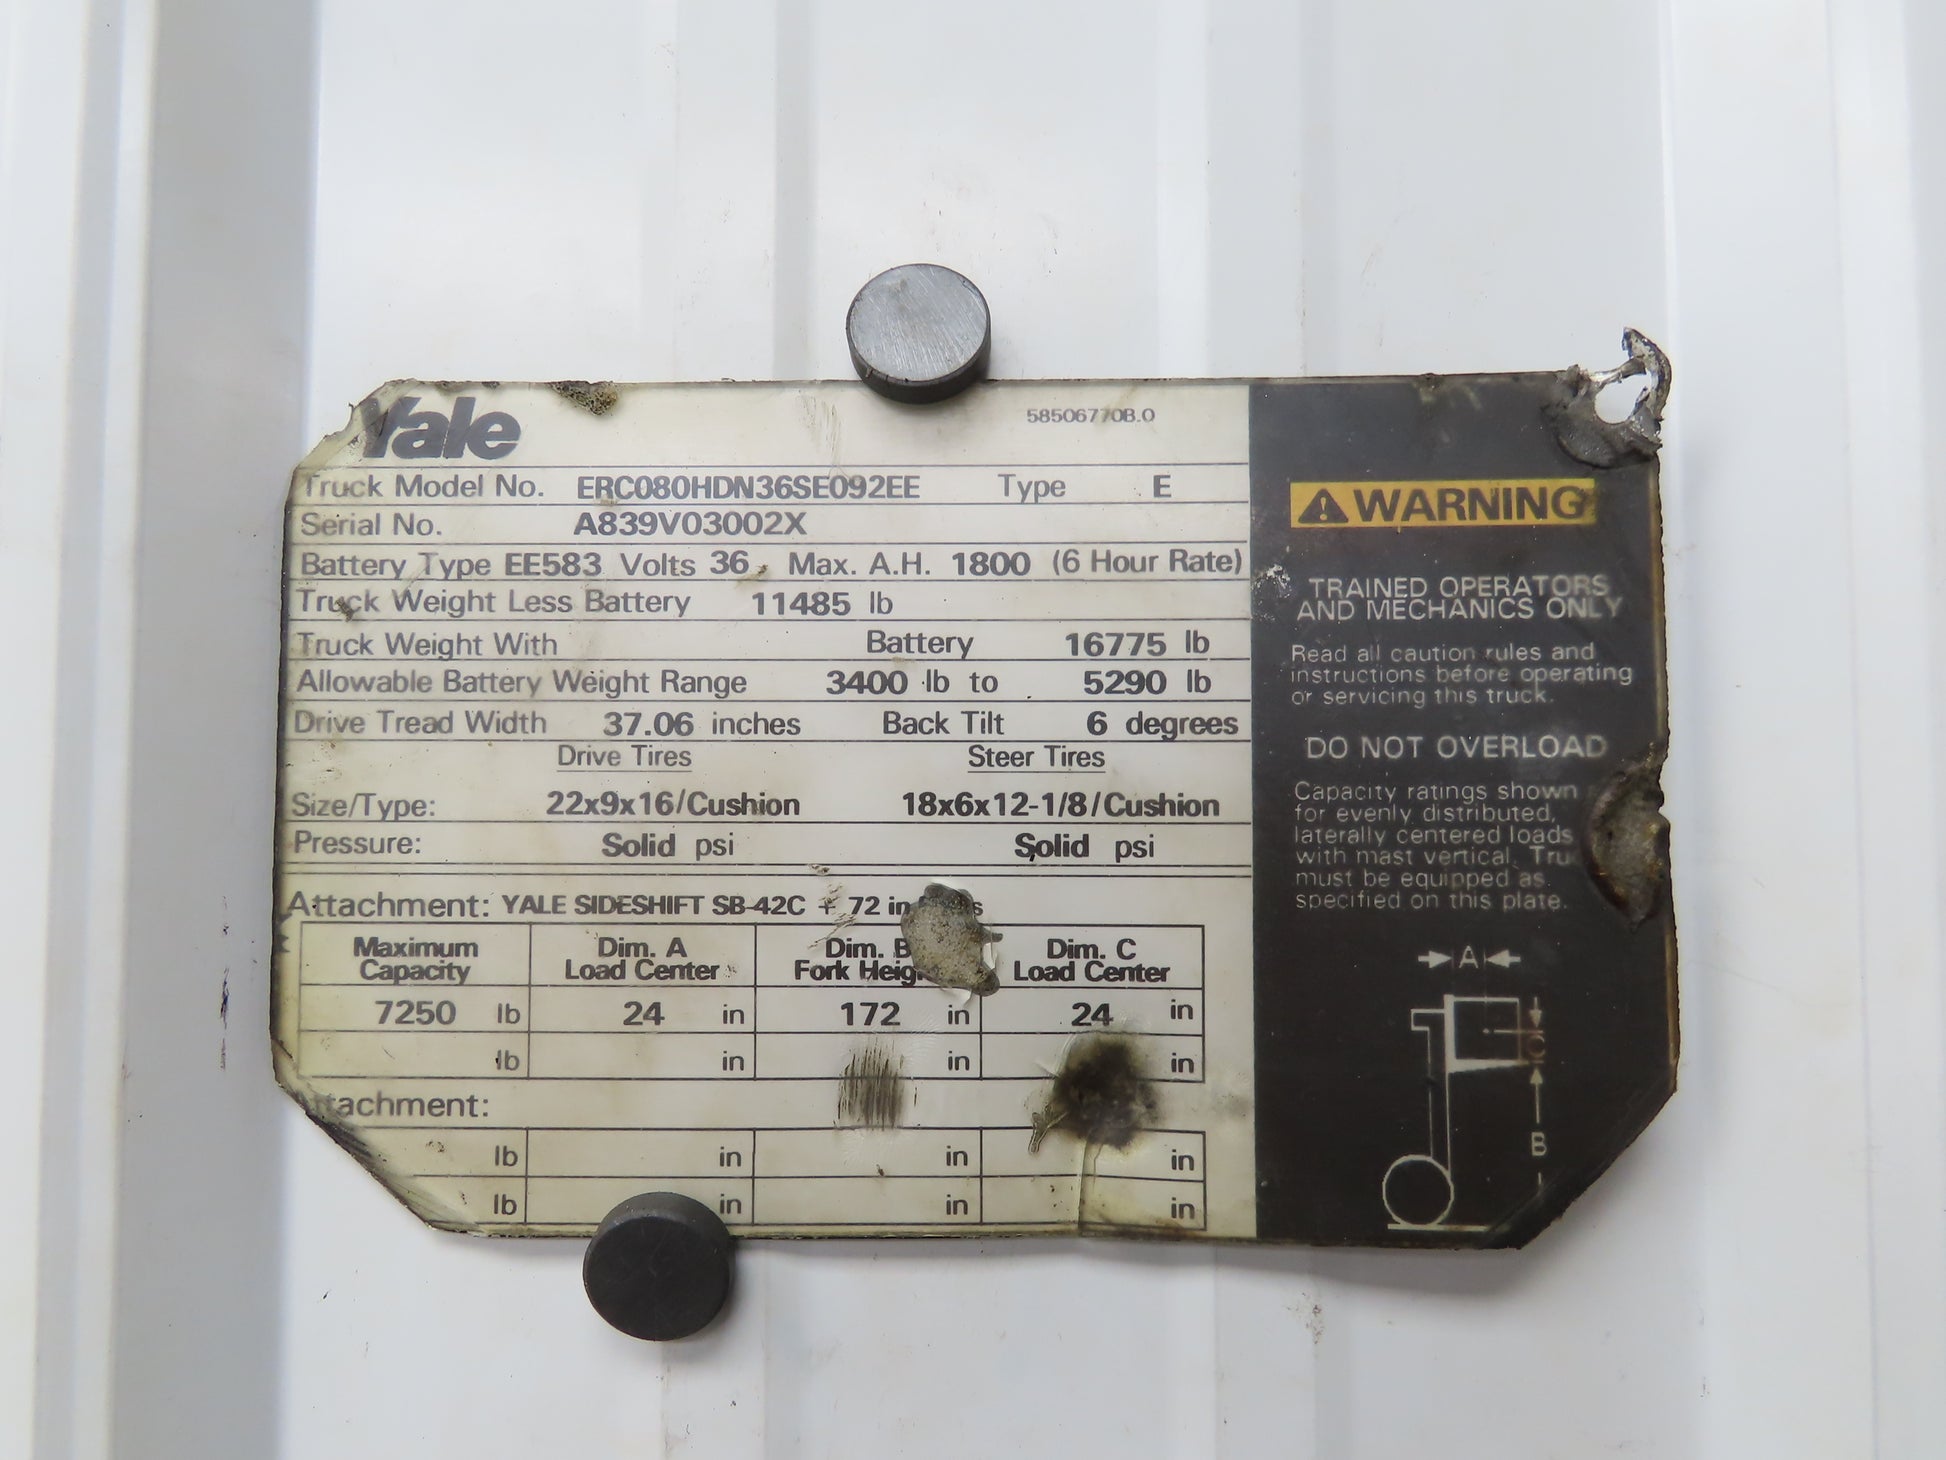 Yale
58506770B.0
Truck Model No. ERC080HDN36SE092EE Type E
Serial No. A839V03002X
Battery Type EE583 Volts 36 Max. A.H. 1800 (6 Hour Rate)
Truck Weight Less Battery 11485 lb
Truck Weight With Battery 16775 lb
Allowable Battery Weight Range 3400 lb to 5290 lb
Drive Tread Width 37.06 inches Back Tilt 6 degrees
Drive Tires Steer Tires
Size/Type: 22x9x16/Cushion 18x6x12-1/8/Cushion
Pressure: Solid psi Solid psi
Attachment: YALE SIDESHIFT SB-42C + 72 in
Maximum Capacity Dim. A Load Center Dim. B Fork Heig Dim. C Load Center
7250 lb 24 in 172 in 24 in
lb in in in
tachment:
lb in in in
lb in in in
WARNING
TRAINED OPERATORS
AND MECHANICS ONLY
Read all caution rules and
instructions before operating
or servicing this truck.
DO NOT OVERLOAD
Capacity ratings shown
for evenly distributed,
laterally centered loads
with mast vertical. Tru
must be equipped as
specified on this plate.
A
C
B